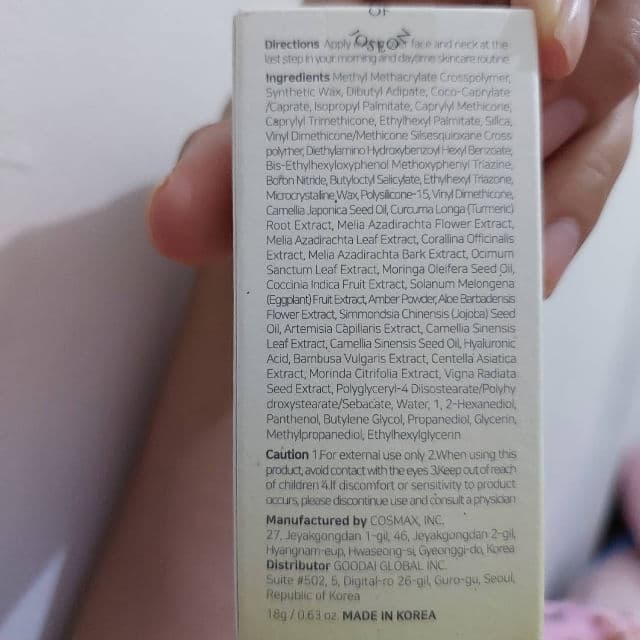 OF
JOSEON
Directions Apply face and neck at the
last step in your morning and daytime skincare routine
Ingredients Methyl Methacrylate Crosspolymer,
Synthetic Wax, Dibutyl Adipate, Coco-Caprylate
/Caprate, Isopropyl Palmitate, Caprylyl Methicone,
Caprylyl Trimethicone, Ethylhexyl Palmitate, Silica,
Vinyl Dimethicone/Methicone Silsesquioxane Cross
polymer, Diethylamino Hydroxybenzoyl Hexyl Benzoate,
Bis-Ethylhexyloxyphenol Methoxyphenyl Triazine,
Boron Nitride, Butyloctyl Salicylate, Ethylhexyl Triazone,
Microcrystalline Wax, Polysilicone-15, Vinyl Dimethicone,
Camellia Japonica Seed Oil, Curcuma Longa (Turmeric)
Root Extract, Melia Azadirachta Flower Extract,
Melia Azadirachta Leaf Extract, Corallina Officinalis
Extract, Melia Azadirachta Bark Extract, Ocimum
Sanctum Leaf Extract, Moringa Oleifera Seed Oil,
Coccinia Indica Fruit Extract, Solanum Melongena
(Eggplant) Fruit Extract, Amber Powder, Aloe Barbadensis
Flower Extract, Simmondsia Chinensis (Jojoba) Seed
Oil, Artemisia Capillaris Extract, Camellia Sinensis
Leaf Extract, Camellia Sinensis Seed Oil, Hyaluronic
Acid, Bambusa Vulgaris Extract, Centella Asiatica
Extract, Morinda Citrifolia Extract, Vigna Radiata
Seed Extract, Polyglyceryl-4 Diisostearate/Polyhy
droxystearate/Sebacate, Water, 1, 2-Hexanediol,
Panthenol, Butylene Glycol, Propanediol, Glycerin,
Methylpropanediol, Ethylhexylglycerin
Caution 1.For external use only 2.When using this
product, avoid contact with the eyes 3.Keep out of reach
of children 4.If discomfort or sensitivity to product
occurs, please discontinue use and consult a physician
Manufactured by COSMAX, INC.
27, Jeyakgongdan 1-gil, 46, Jeyakgongdan 2-gil,
Hyangnam-eup, Hwaseong-si, Gyeonggi-do, Korea
Distributor GOODAI GLOBAL INC.
Suite #502, 5, Digital-ro 26-gil, Guro-gu, Seoul,
Republic of Korea
18g / 0.63 oz. MADE IN KOREA